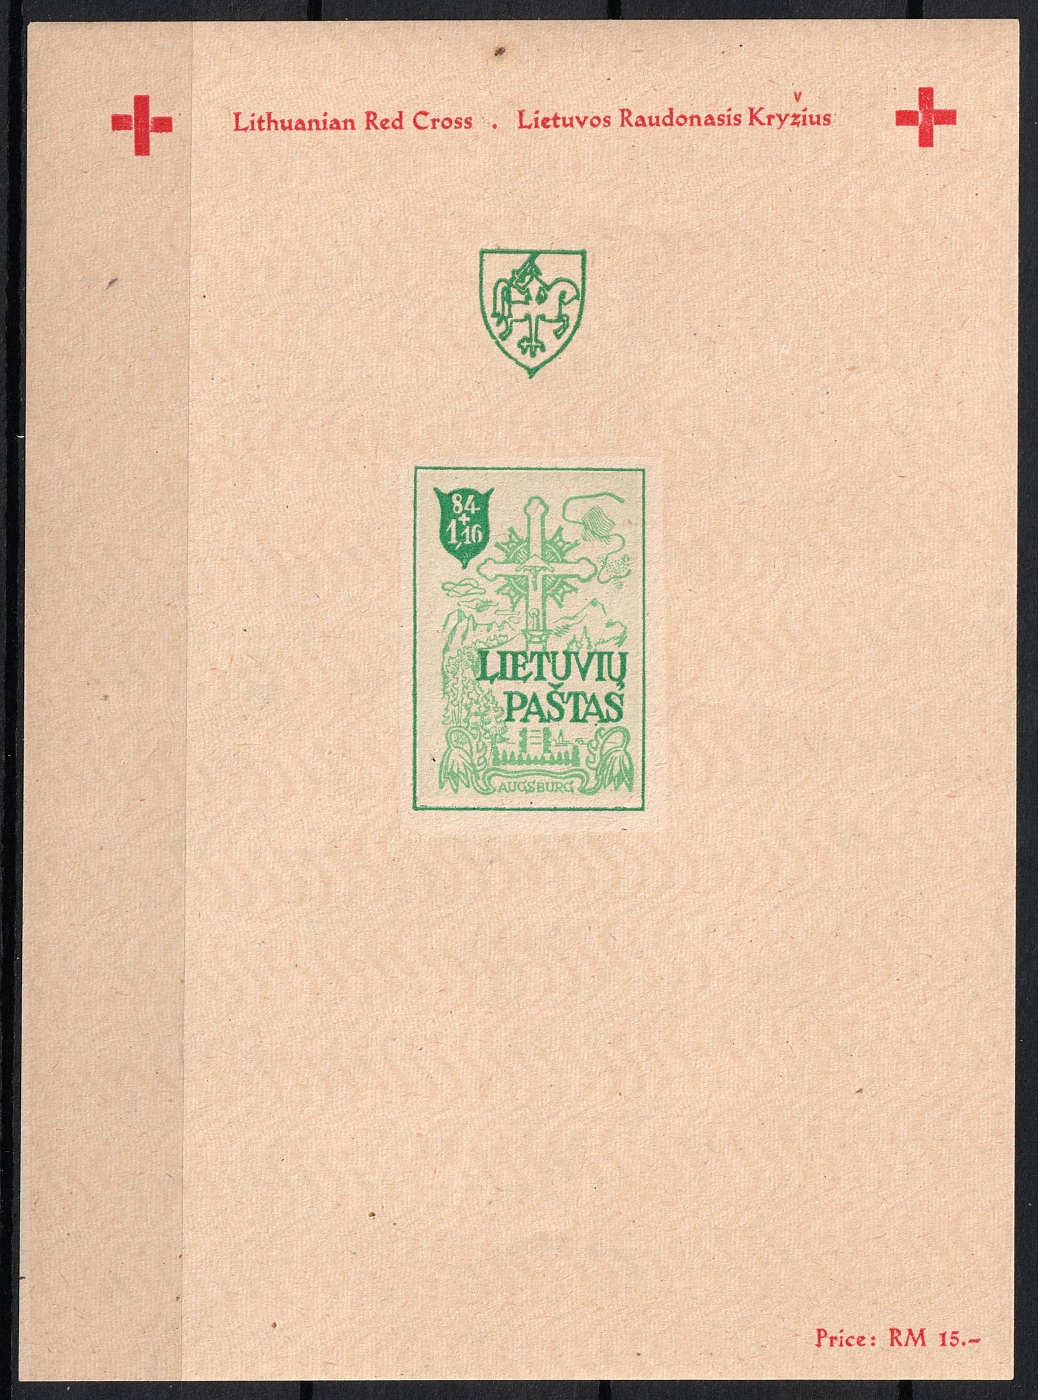 Lithuanian Red Cross . Lietuvos Raudonasis Kryžius
84
+
1,16
LIETUVIŲ
PAŠTAS
AUGSBURG
Price: RM 15.–